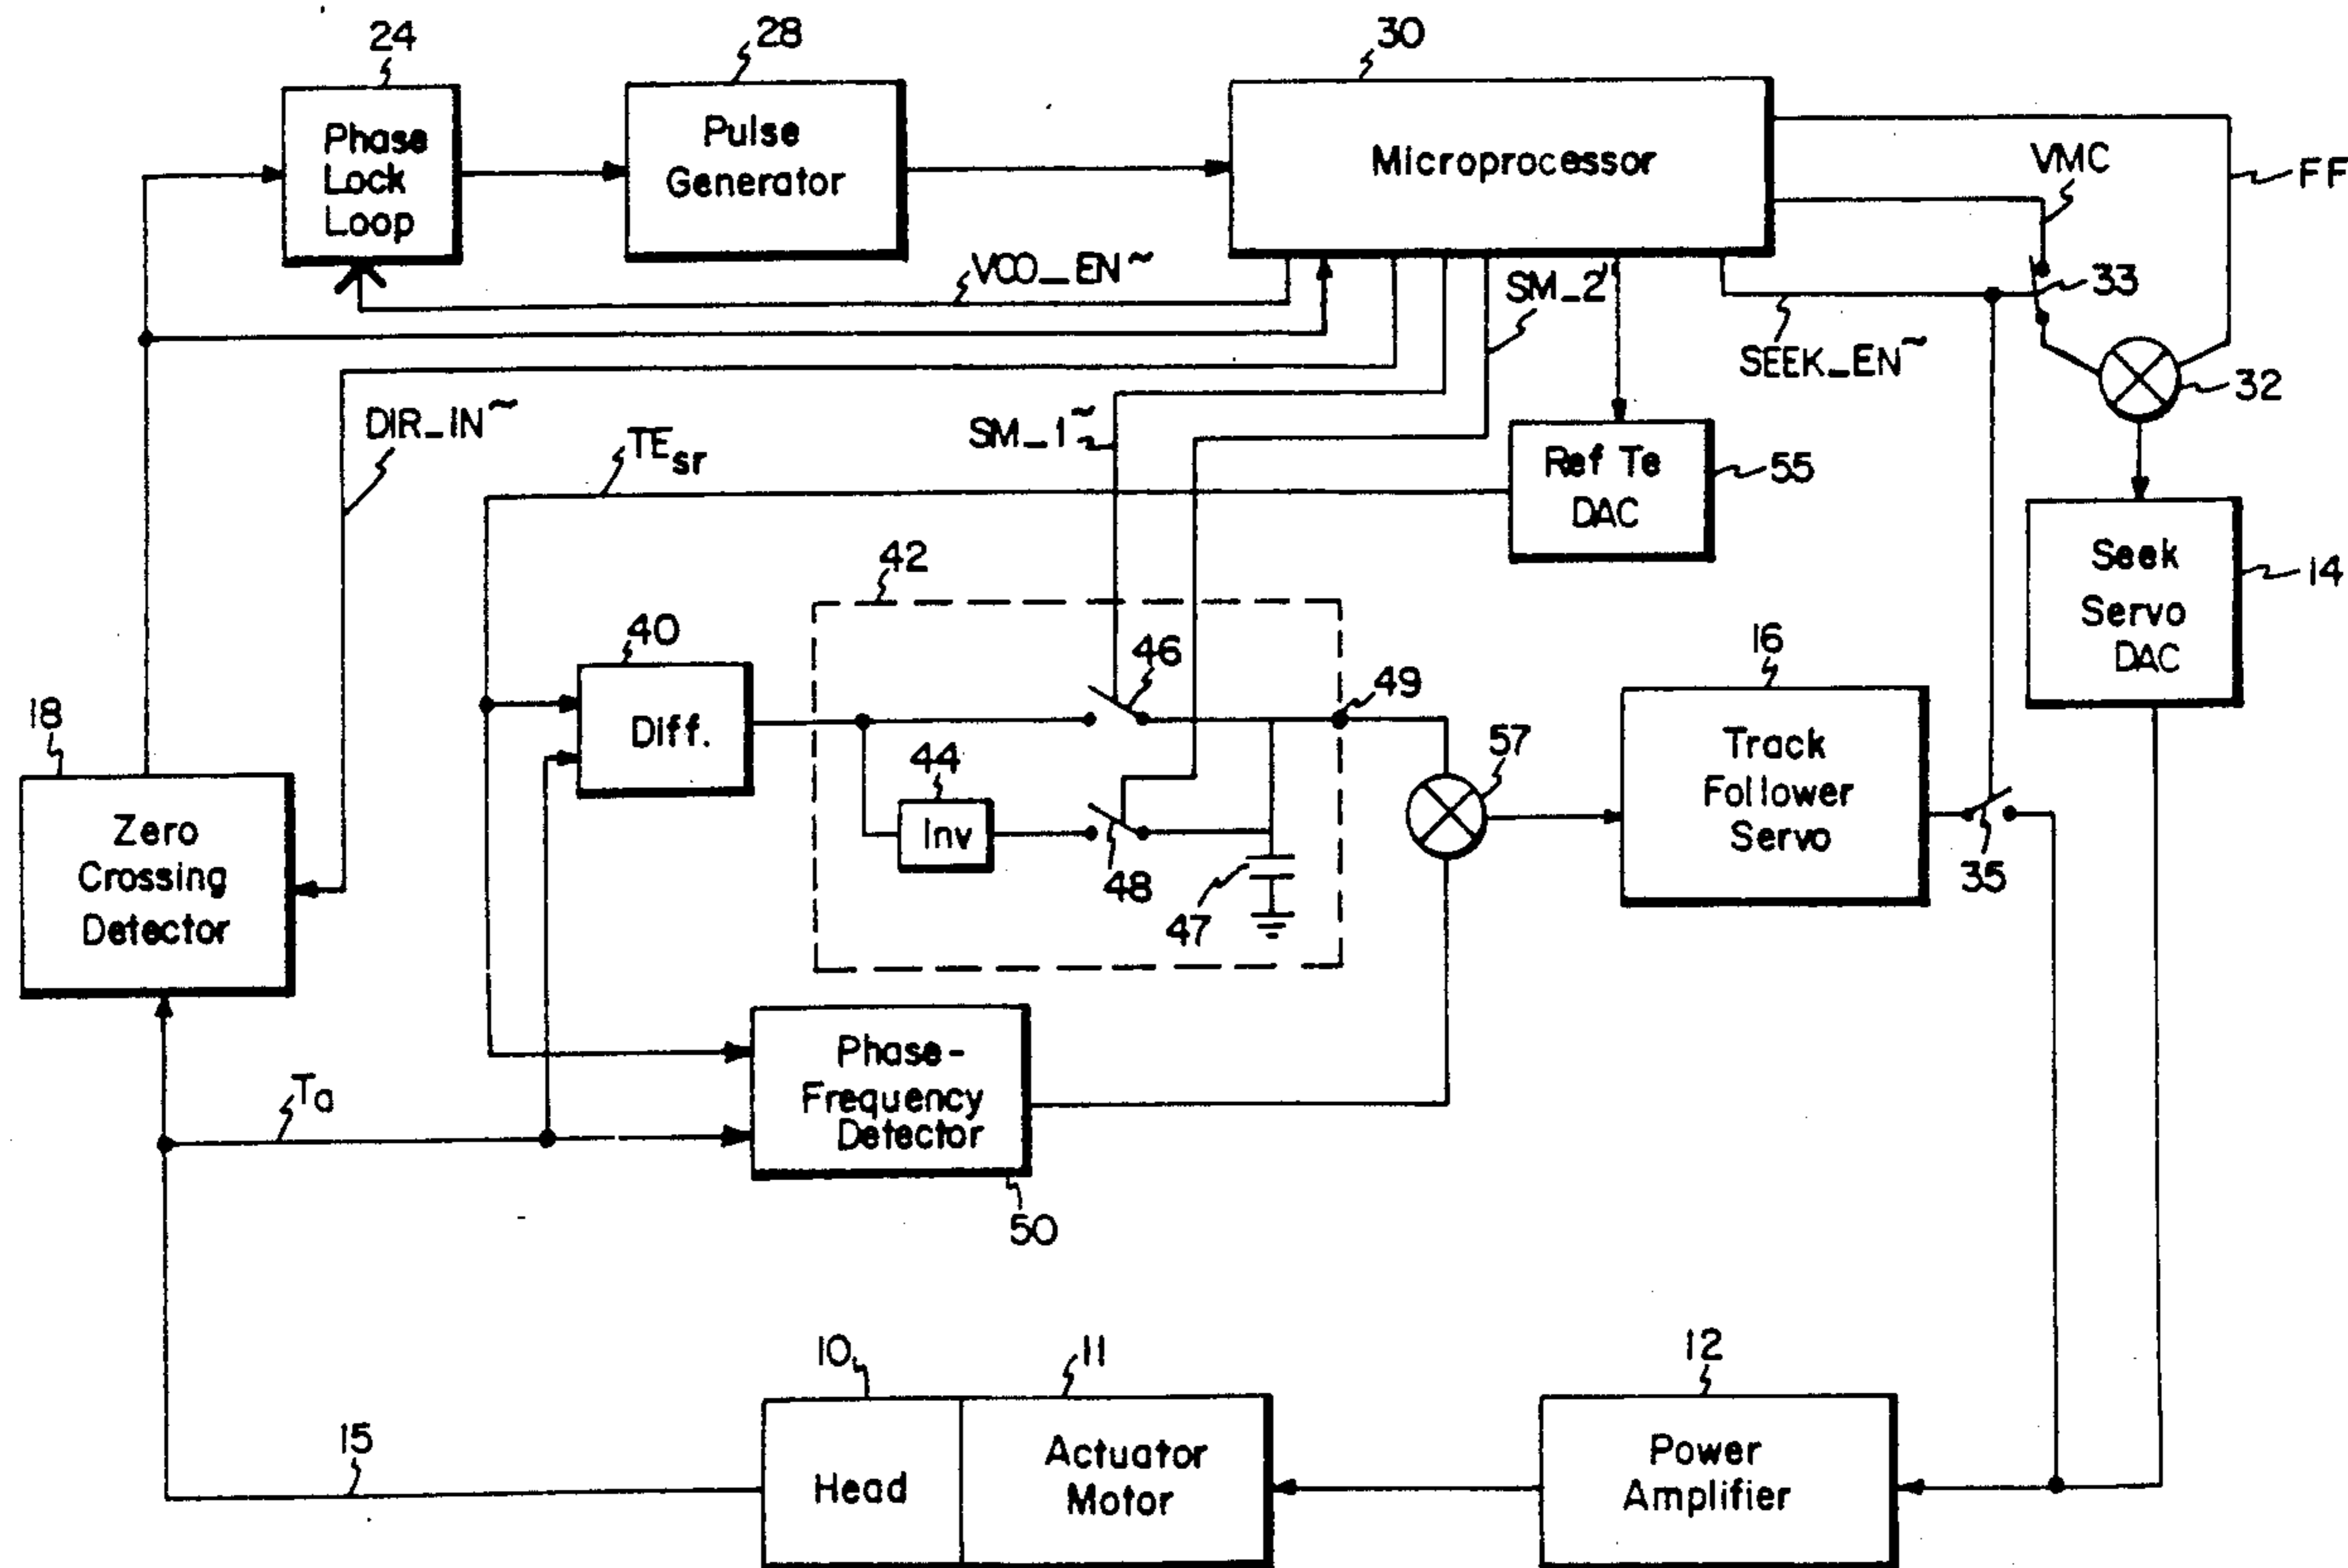 24
28
30
Phase
Lock
Loop
Pulse
Generator
Microprocessor
VMC
FF
VCO_EN~
SM_2~
33
SEEK_EN~
32
DIR_IN~
TEsr
SM_1~
Ref Te
DAC
55
Seek
Servo
DAC
14
42
40
46
49
16
18
Diff.
44
Inv
48
47
57
Track
Follower
Servo
35
Zero
Crossing
Detector
Phase-
Frequency
Detector
Ta
50
10
11
12
15
Head
Actuator
Motor
Power
Amplifier